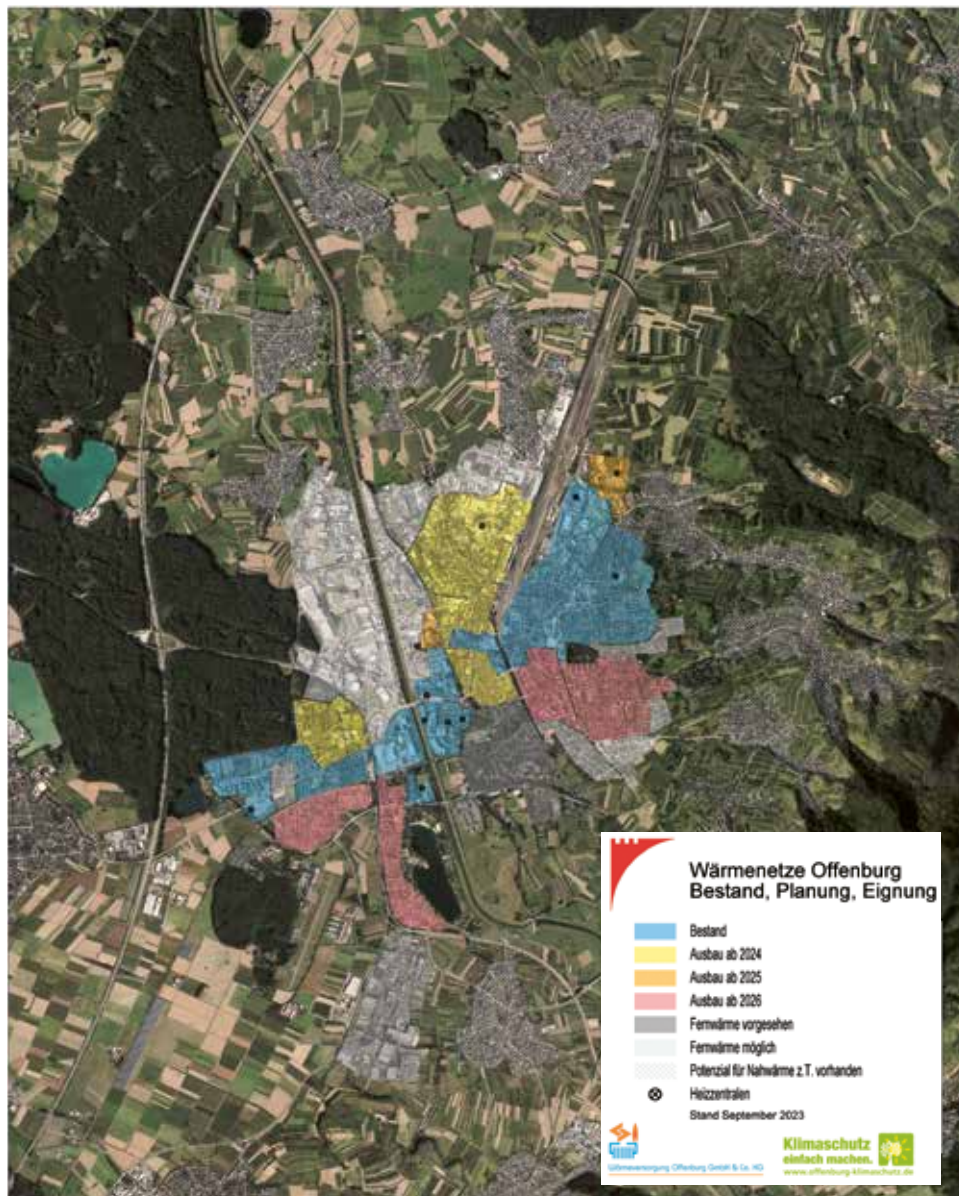 Wärmenetze Offenburg
Bestand, Planung, Eignung
Bestand
Ausbau ab 2024
Ausbau ab 2025
Ausbau ab 2026
Fernwärme vorgesehen
Fernwärme möglich
Potenzial für Nahwärme z.T. vorhanden
Heizzentralen
Stand September 2023
Wärmeversorgung Offenburg GmbH & Co. KG
Klimaschutz
einfach machen.
www.offenburg-klimaschutz.de